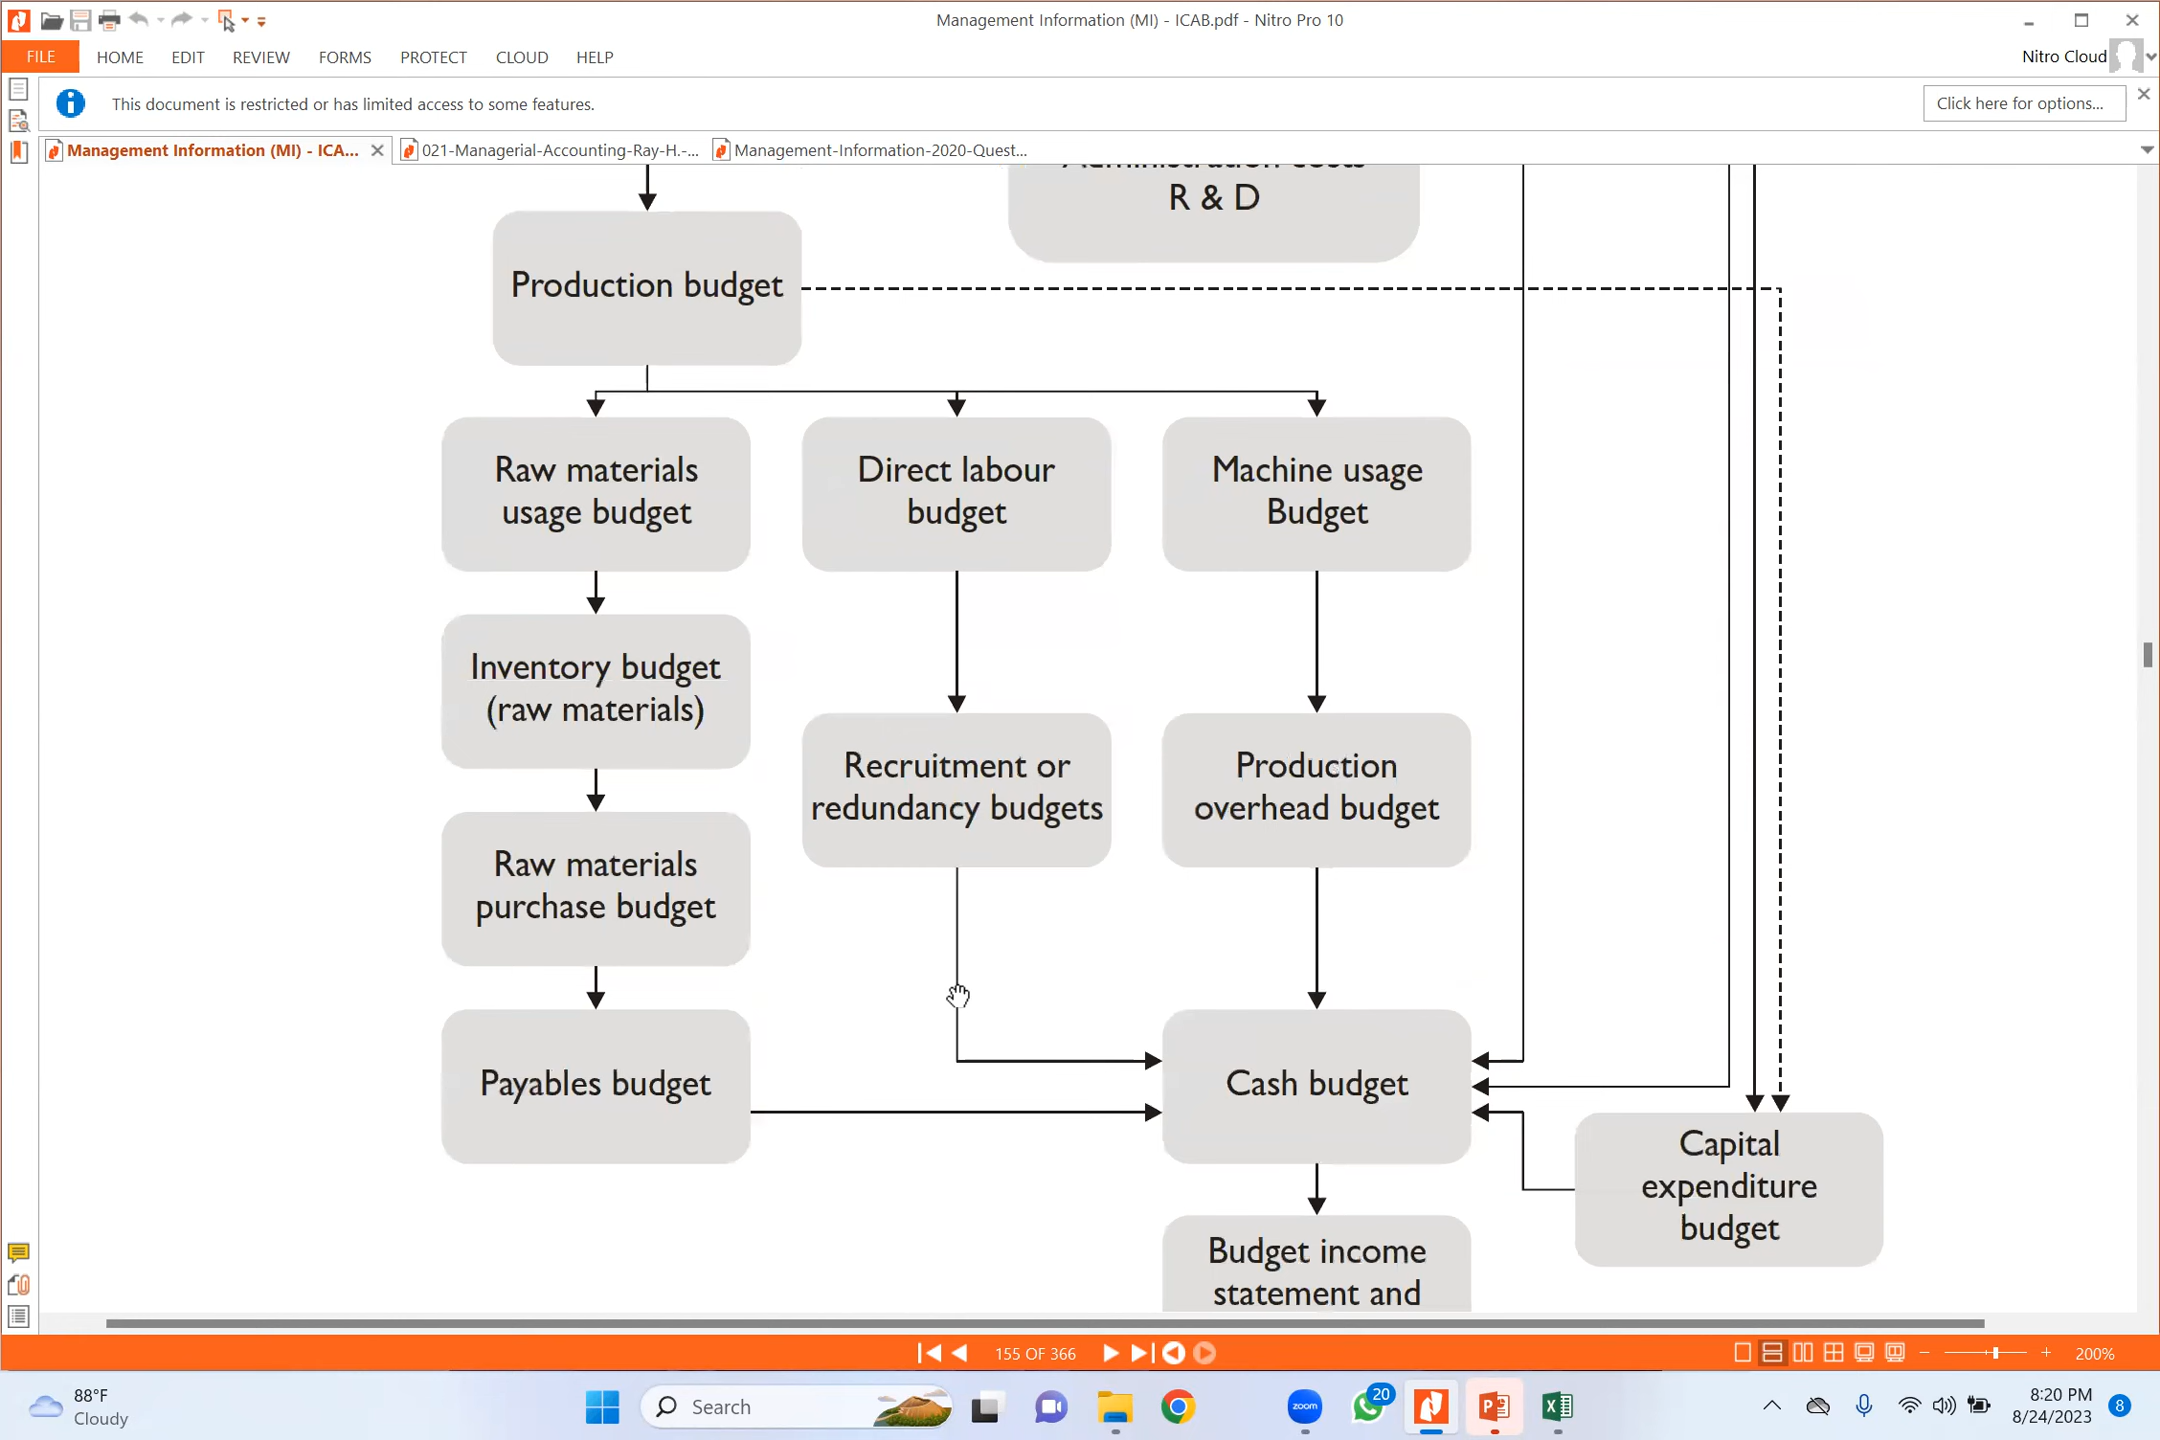 Management Information (MI) - ICAB.pdf - Nitro Pro 10
FILE HOME EDIT REVIEW FORMS PROTECT CLOUD HELP
Nitro Cloud
This document is restricted or has limited access to some features.
Click here for options...
Management Information (MI) - ICA...
021-Managerial-Accounting-Ray-H.-...
Management-Information-2020-Quest...
Administration costs
R & D
Production budget
Raw materials
usage budget
Direct labour
budget
Machine usage
Budget
Inventory budget
(raw materials)
Recruitment or
redundancy budgets
Production
overhead budget
Raw materials
purchase budget
Payables budget
Cash budget
Capital
expenditure
budget
Budget income
statement and
155 OF 366
200%
88°F
Cloudy
Search
zoom
20
8:20 PM
8/24/2023
8